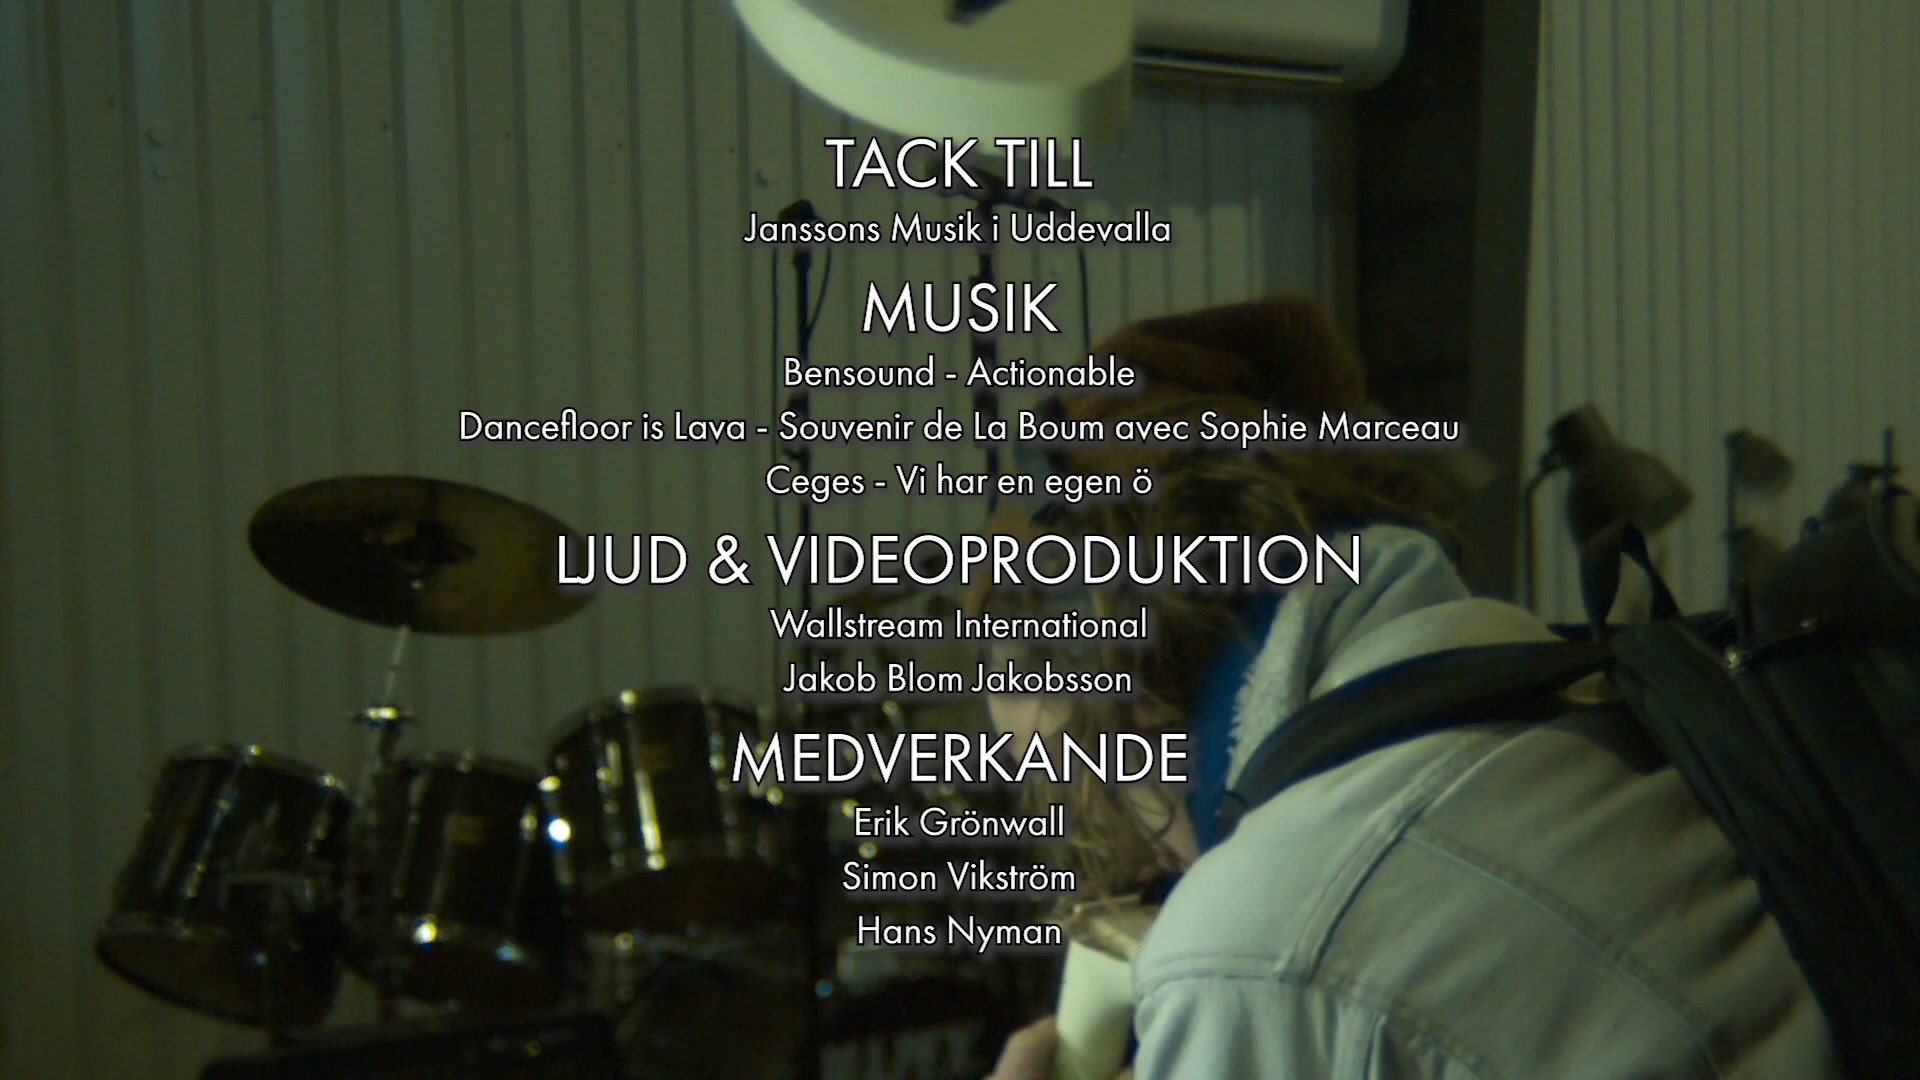 TACK TILL
Janssons Musik i Uddevalla
MUSIK
Bensound - Actionable
Dancefloor is Lava - Souvenir de La Boum avec Sophie Marceau
Ceges - Vi har en egen ö
LJUD & VIDEOPRODUKTION
Wallstream International
Jakob Blom Jakobsson
MEDVERKANDE
Erik Grönwall
Simon Vikström
Hans Nyman